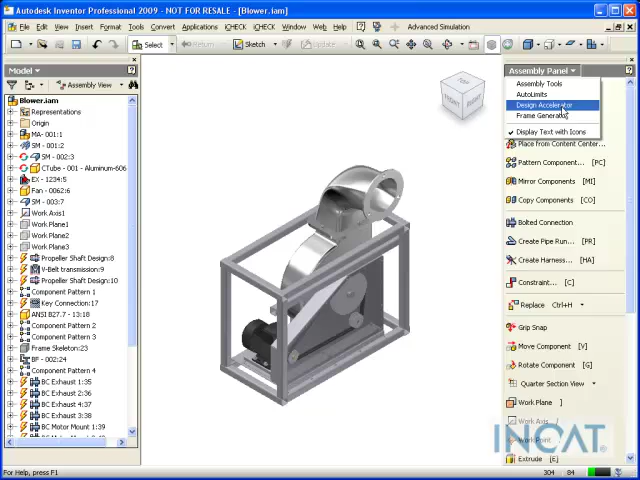 Autodesk Inventor Professional 2009 - NOT FOR RESALE - [Blower.iam]
File Edit View Insert Format Tools Convert Applications iCHECK iCHECK Window Web Help Advanced Simulation
Select Return Sketch Update
Model
Assembly View
Blower.iam
Representations
Origin
MA- 001:1
SM - 001:2
SM - 002:3
CTube - 001 - Aluminum-606
EX - 1234:5
Fan - 0062:6
SM - 003:7
Work Axis1
Work Plane1
Work Plane2
Work Plane3
Propeller Shaft Design:8
V-Belt transmission:9
Propeller Shaft Design:10
Component Pattern 1
Key Connection:17
ANSI B27.7 - 13:18
Component Pattern 2
Component Pattern 3
Frame Skeleton:23
BF - 002:24
Component Pattern 4
BC Exhaust 1:35
BC Exhaust 2:36
BC Exhaust 4:37
BC Exhaust 3:38
BC Motor Mount 1:39
FRONT
RIGHT
Assembly Panel
Assembly Tools
AutoLimits
Design Accelerator
Frame Generator
Display Text with Icons
Place from Content Center...
Pattern Component... [PC]
Mirror Components [MI]
Copy Components [CO]
Bolted Connection
Create Pipe Run... [PR]
Create Harness... [HA]
Constraint... [C]
Replace Ctrl+H
Grip Snap
Move Component [V]
Rotate Component [G]
Quarter Section View
Work Plane ]
Work Axis /
Work Point
Extrude [E]
INCAT®
For Help, press F1
304 84